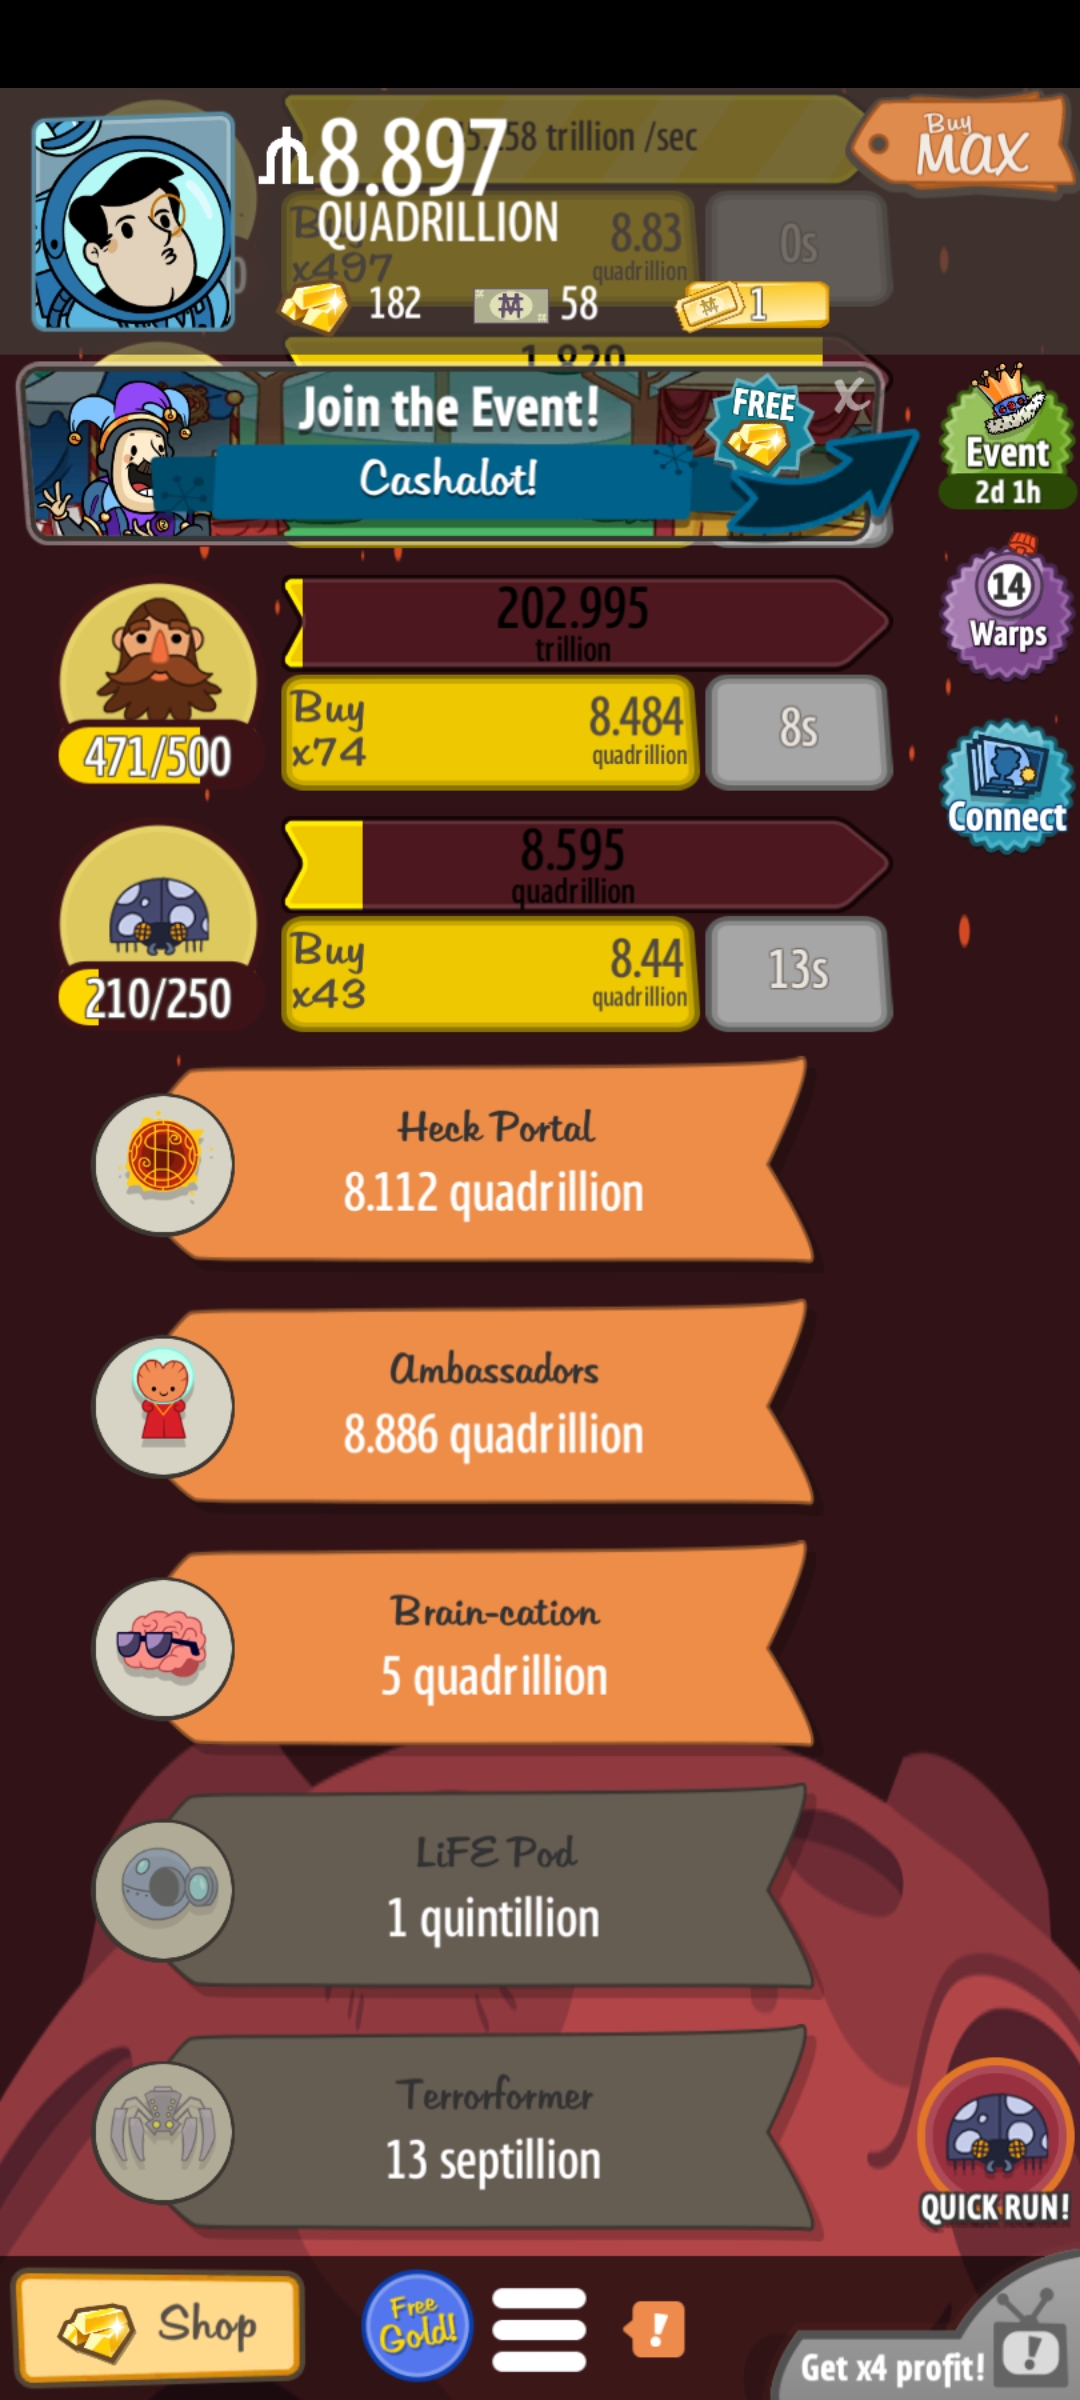 8.897
58 trillion /sec
QUADRILLION
Buy
MAX
x497
8.83
quadrillion
0s
182
58
1
1.820
Join the Event!
FREE
X
Cashalot!
Event
2d 1h
14
Warps
Connect
202.995
trillion
471/500
Buy
x74
8.484
quadrillion
8s
8.595
quadrillion
210/250
Buy
x43
8.44
quadrillion
13s
Heck Portal
8.112 quadrillion
Ambassadors
8.886 quadrillion
Brain-cation
5 quadrillion
LiFE Pod
1 quintillion
Terrorformer
13 septillion
QUICK RUN!
Shop
Free
Gold!
!
Get x4 profit!
!